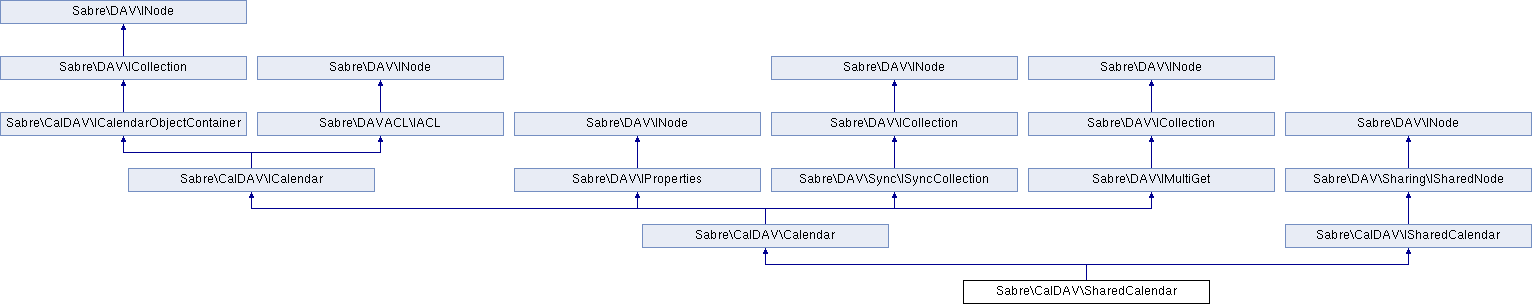 Sabre\DAV\INode
Sabre\DAV\ICollection
Sabre\DAV\INode
Sabre\DAV\INode
Sabre\DAV\INode
Sabre\CalDAV\ICalendarObjectContainer
Sabre\DAVACL\IACL
Sabre\DAV\INode
Sabre\DAV\ICollection
Sabre\DAV\ICollection
Sabre\DAV\INode
Sabre\CalDAV\ICalendar
Sabre\DAV\IProperties
Sabre\DAV\Sync\ISyncCollection
Sabre\DAV\IMultiGet
Sabre\DAV\Sharing\ISharedNode
Sabre\CalDAV\Calendar
Sabre\CalDAV\ISharedCalendar
Sabre\CalDAV\SharedCalendar